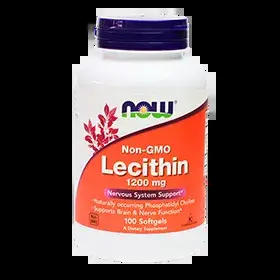 NOW
Non-GMO
Lecithin
1200 mg
Nervous System Support*
• Naturally occurring Phosphatidyl Choline
• Supports Brain & Nerve Function*
100 Softgels
A Dietary Supplement